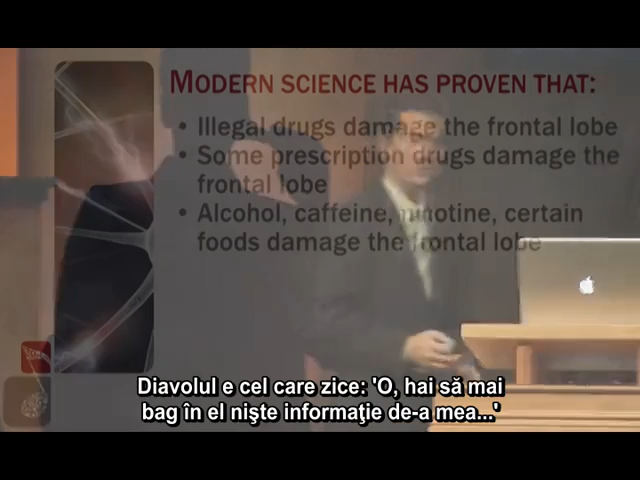 MODERN SCIENCE HAS PROVEN THAT:
• Illegal drugs damage the frontal lobe
• Some prescription drugs damage the
frontal lobe
• Alcohol, caffeine, nicotine, certain
foods damage the frontal lobe
Diavolul e cel care zice: 'O, hai să mai
bag în el nişte informaţie de-a mea...'